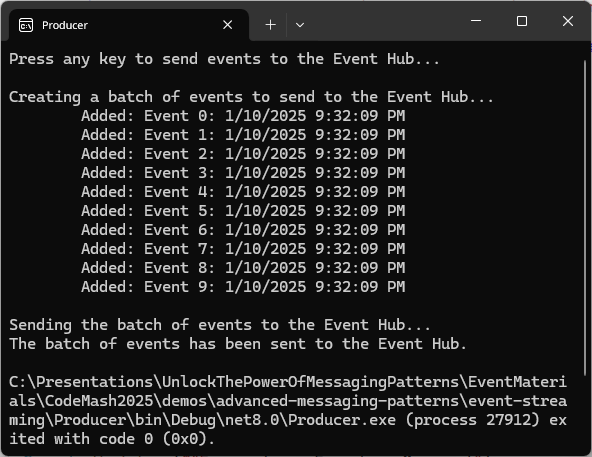 Producer
Press any key to send events to the Event Hub...
Creating a batch of events to send to the Event Hub...
Added: Event 0: 1/10/2025 9:32:09 PM
Added: Event 1: 1/10/2025 9:32:09 PM
Added: Event 2: 1/10/2025 9:32:09 PM
Added: Event 3: 1/10/2025 9:32:09 PM
Added: Event 4: 1/10/2025 9:32:09 PM
Added: Event 5: 1/10/2025 9:32:09 PM
Added: Event 6: 1/10/2025 9:32:09 PM
Added: Event 7: 1/10/2025 9:32:09 PM
Added: Event 8: 1/10/2025 9:32:09 PM
Added: Event 9: 1/10/2025 9:32:09 PM
Sending the batch of events to the Event Hub...
The batch of events has been sent to the Event Hub.
C:\Presentations\UnlockThePowerOfMessagingPatterns\EventMateri
als\CodeMash2025\demos\advanced-messaging-patterns\event-strea
ming\Producer\bin\Debug\net8.0\Producer.exe (process 27912) ex
ited with code 0 (0x0).